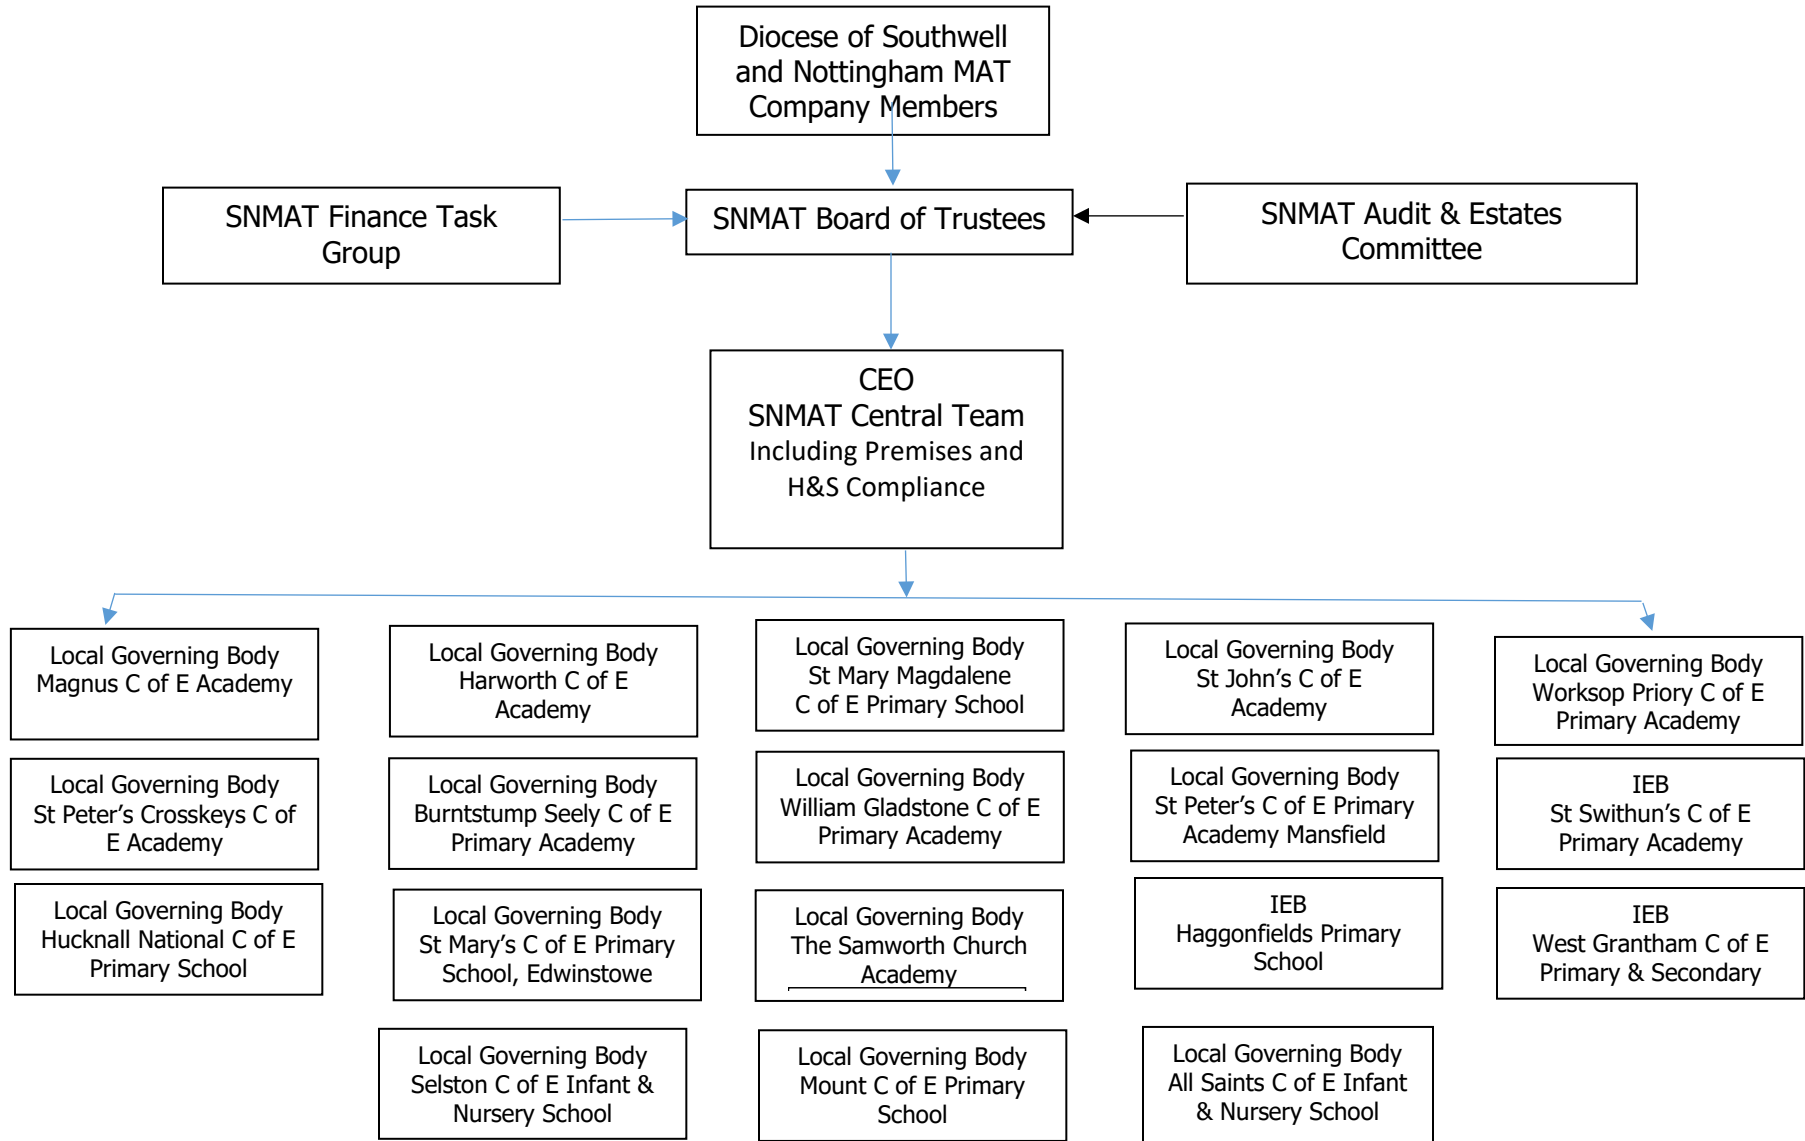 Diocese of Southwell
and Nottingham MAT
Company Members
SNMAT Finance Task
Group
SNMAT Board of Trustees
SNMAT Audit & Estates
Committee
CEO
SNMAT Central Team
Including Premises and
H&S Compliance
Local Governing Body
Magnus C of E Academy
Local Governing Body
Harworth C of E
Academy
Local Governing Body
St Mary Magdalene
C of E Primary School
Local Governing Body
St John’s C of E
Academy
Local Governing Body
Worksop Priory C of E
Primary Academy
Local Governing Body
St Peter’s Crosskeys C of
E Academy
Local Governing Body
Burntstump Seely C of E
Primary Academy
Local Governing Body
William Gladstone C of E
Primary Academy
Local Governing Body
St Peter’s C of E Primary
Academy Mansfield
IEB
St Swithun’s C of E
Primary Academy
Local Governing Body
Hucknall National C of E
Primary School
Local Governing Body
St Mary’s C of E Primary
School, Edwinstowe
Local Governing Body
The Samworth Church
Academy
IEB
Haggonfields Primary
School
IEB
West Grantham C of E
Primary & Secondary
Local Governing Body
Selston C of E Infant &
Nursery School
Local Governing Body
Mount C of E Primary
School
Local Governing Body
All Saints C of E Infant
& Nursery School